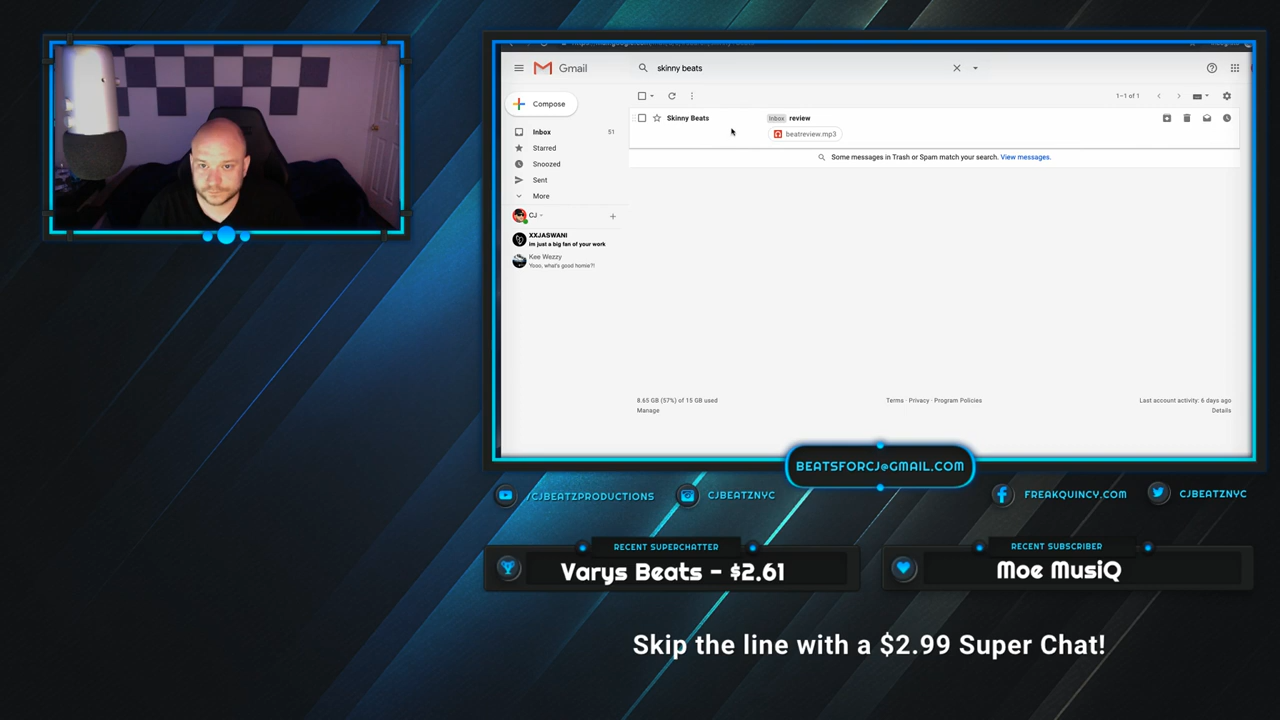 Gmail
skinny beats
Compose
1–1 of 1
Inbox 51
Skinny Beats Inbox review
beatreview.mp3
Starred
Snoozed
Some messages in Trash or Spam match your search. View messages.
Sent
More
CJ
XXJASWANI
im just a big fan of your work
Kee Wezzy
Yooo, what's good homie?!
8.65 GB (57%) of 15 GB used
Manage
Terms · Privacy · Program Policies
Last account activity: 6 days ago
Details
BEATSFORCJ@GMAIL.COM
/CJBEATZPRODUCTIONS
CJBEATZNYC
FREAKQUINCY.COM
CJBEATZNYC
RECENT SUPERCHATTER
Varys Beats - $2.61
RECENT SUBSCRIBER
Moe MusiQ
Skip the line with a $2.99 Super Chat!